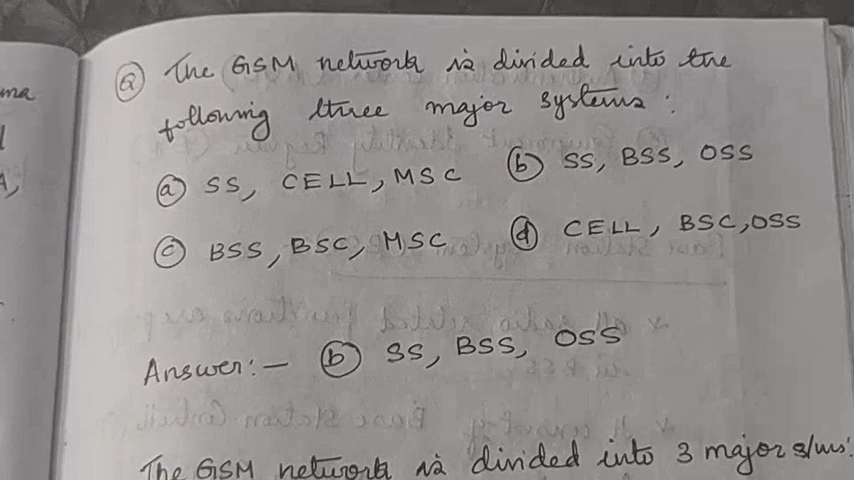 ma
l
A,
Q The GSM network is divided into the
following three major systems:
a SS, CELL, MSC b SS, BSS, OSS
c BSS, BSC, MSC d CELL, BSC, OSS
Answer:- b SS, BSS, OSS
The GSM network is divided into 3 major s/ms: